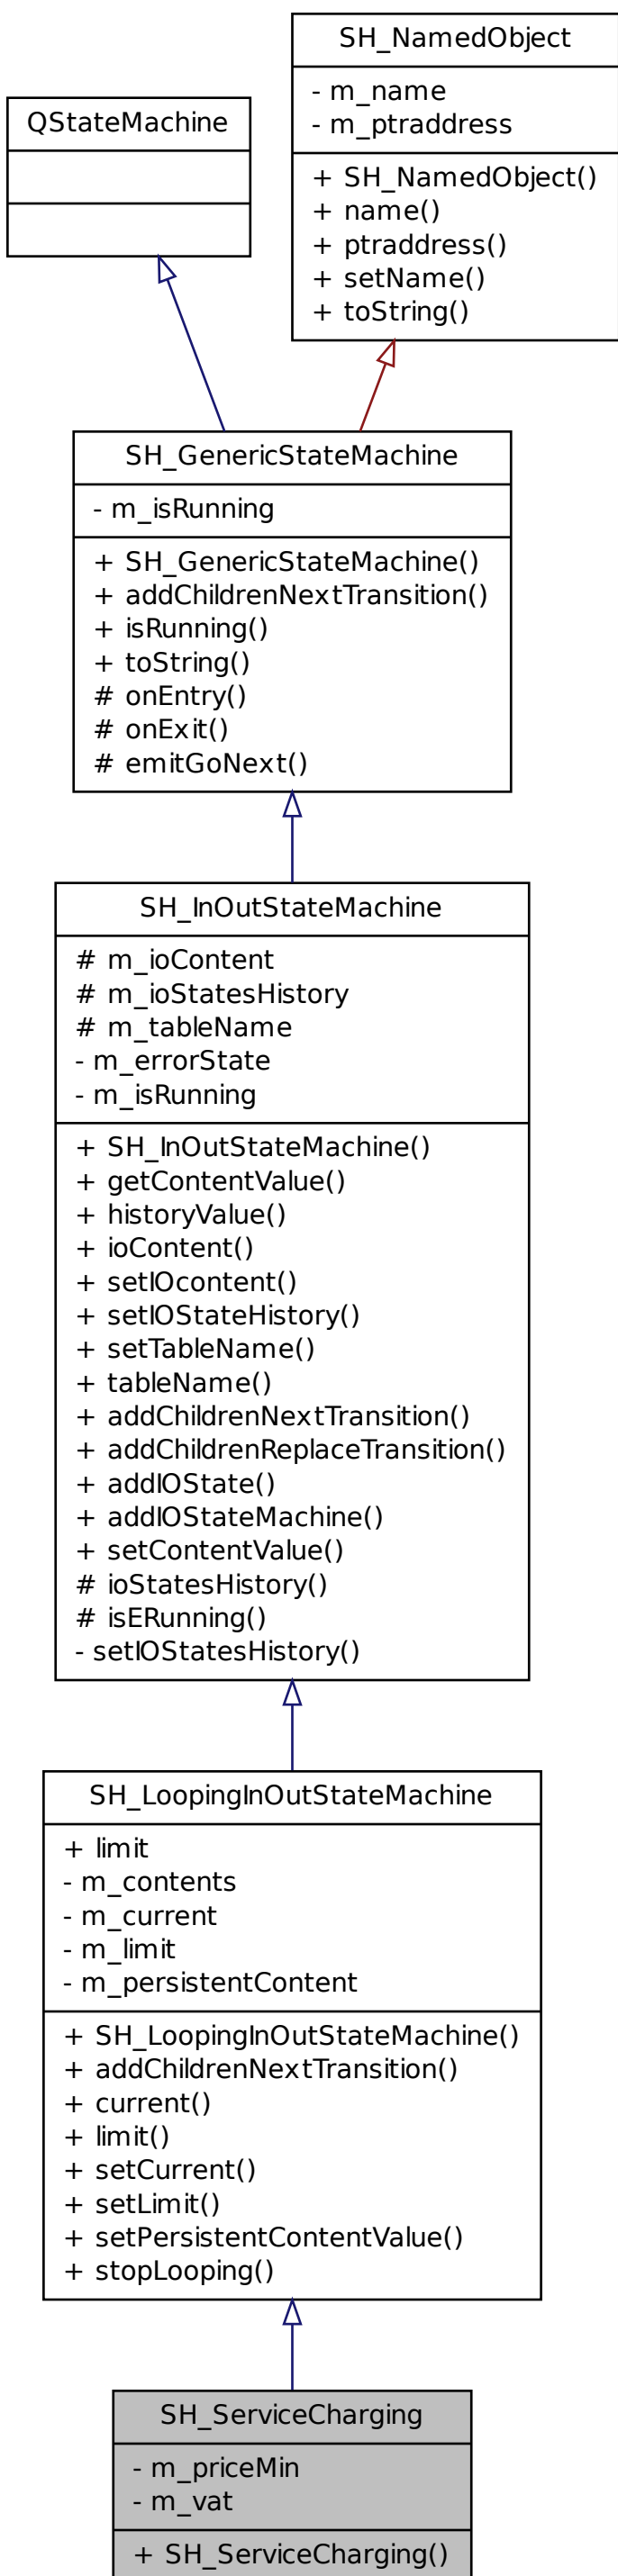 SH_NamedObject
- m_name
- m_ptraddress
+ SH_NamedObject()
+ name()
+ ptraddress()
+ setName()
+ toString()
QStateMachine
SH_GenericStateMachine
- m_isRunning
+ SH_GenericStateMachine()
+ addChildrenNextTransition()
+ isRunning()
+ toString()
# onEntry()
# onExit()
# emitGoNext()
SH_InOutStateMachine
# m_ioContent
# m_ioStatesHistory
# m_tableName
- m_errorState
- m_isRunning
+ SH_InOutStateMachine()
+ getContentValue()
+ historyValue()
+ ioContent()
+ setIOcontent()
+ setIOStateHistory()
+ setTableName()
+ tableName()
+ addChildrenNextTransition()
+ addChildrenReplaceTransition()
+ addIOState()
+ addIOStateMachine()
+ setContentValue()
# ioStatesHistory()
# isERunning()
- setIOStatesHistory()
SH_LoopingInOutStateMachine
+ limit
- m_contents
- m_current
- m_limit
- m_persistentContent
+ SH_LoopingInOutStateMachine()
+ addChildrenNextTransition()
+ current()
+ limit()
+ setCurrent()
+ setLimit()
+ setPersistentContentValue()
+ stopLooping()
SH_ServiceCharging
- m_priceMin
- m_vat
+ SH_ServiceCharging()